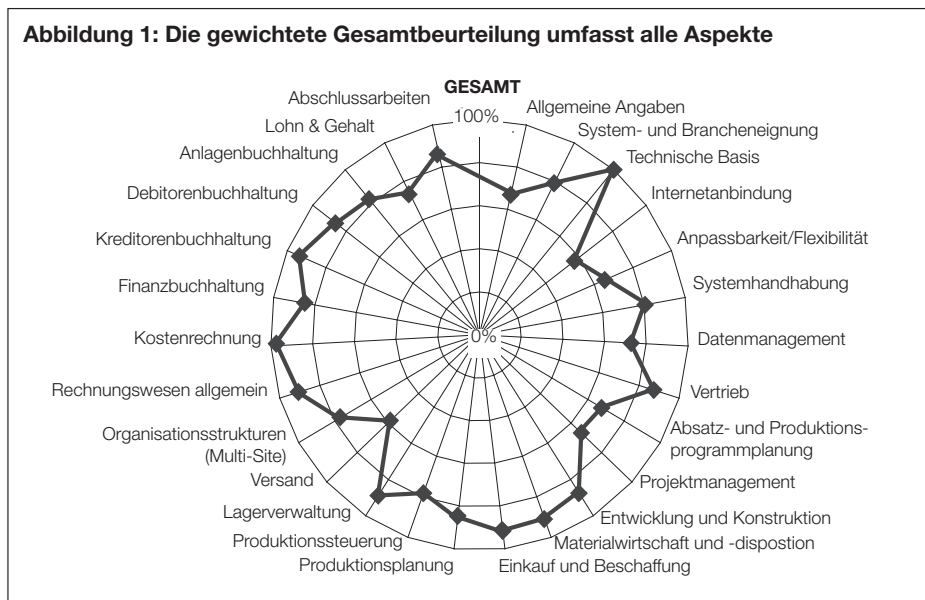 Abbildung 1: Die gewichtete Gesamtbeurteilung umfasst alle Aspekte
GESAMT
100%
0%
Allgemeine Angaben
System- und Brancheneignung
Technische Basis
Internetanbindung
Anpassbarkeit/Flexibilität
Systemhandhabung
Datenmanagement
Vertrieb
Absatz- und Produktions-
programmplanung
Projektmanagement
Entwicklung und Konstruktion
Materialwirtschaft und -dispostion
Einkauf und Beschaffung
Produktionsplanung
Produktionssteuerung
Lagerverwaltung
Versand
Organisationsstrukturen
(Multi-Site)
Rechnungswesen allgemein
Kostenrechnung
Finanzbuchhaltung
Kreditorenbuchhaltung
Debitorenbuchhaltung
Anlagenbuchhaltung
Lohn & Gehalt
Abschlussarbeiten